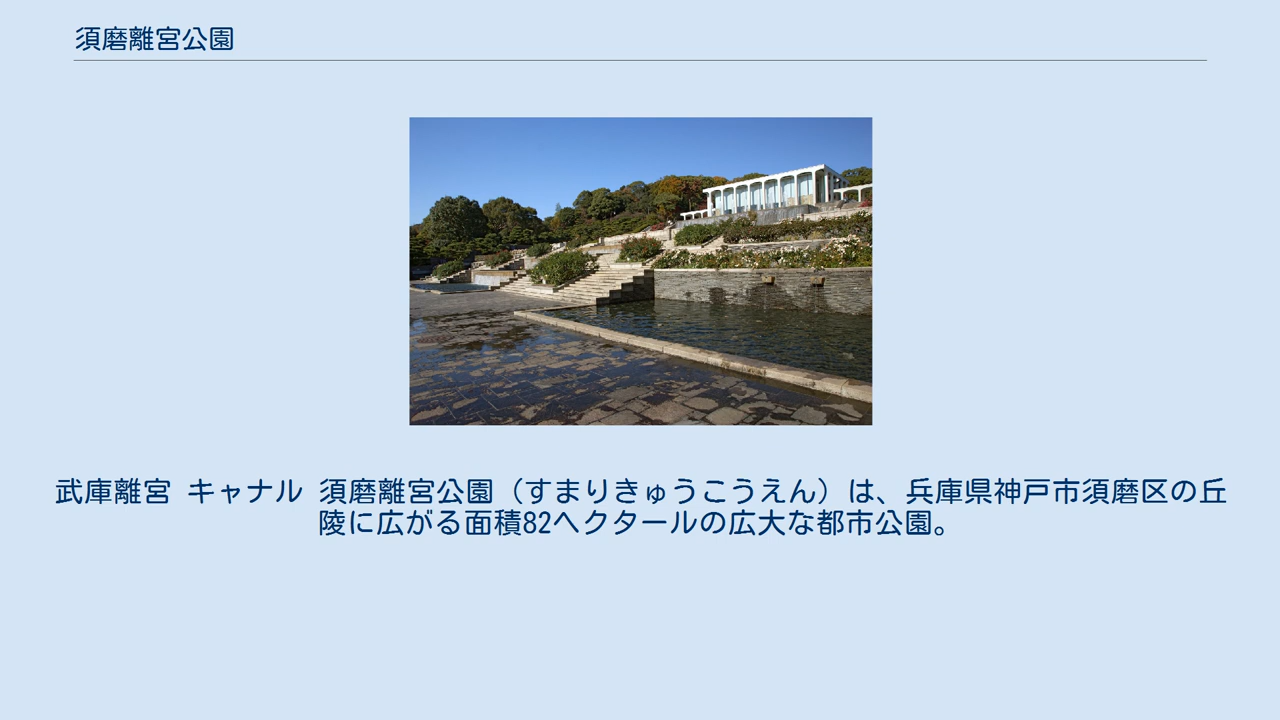 須磨離宮公園
武庫離宮 キャナル 須磨離宮公園（すまりきゅうこうえん）は、兵庫県神戸市須磨区の丘
陵に広がる面積82ヘクタールの広大な都市公園。